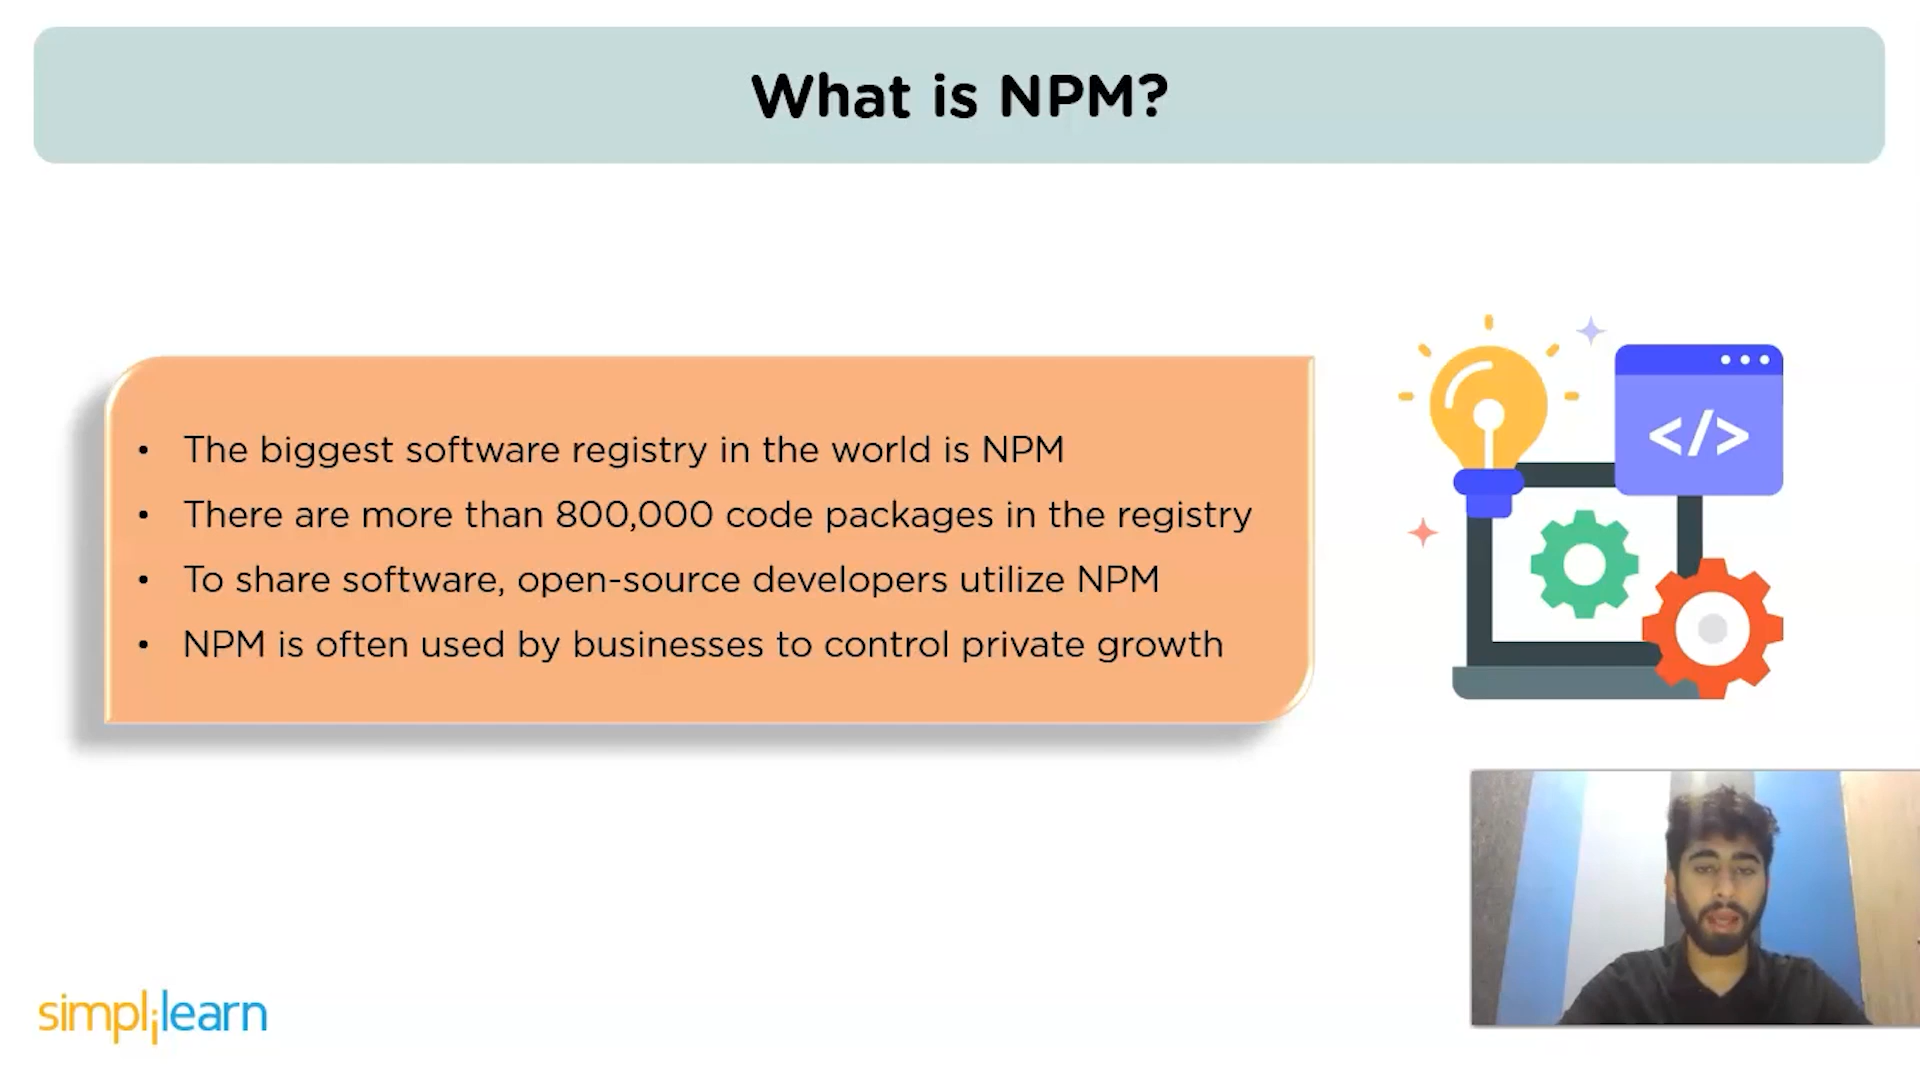 What is NPM?
• The biggest software registry in the world is NPM
• There are more than 800,000 code packages in the registry
• To share software, open-source developers utilize NPM
• NPM is often used by businesses to control private growth
</>
simplilearn